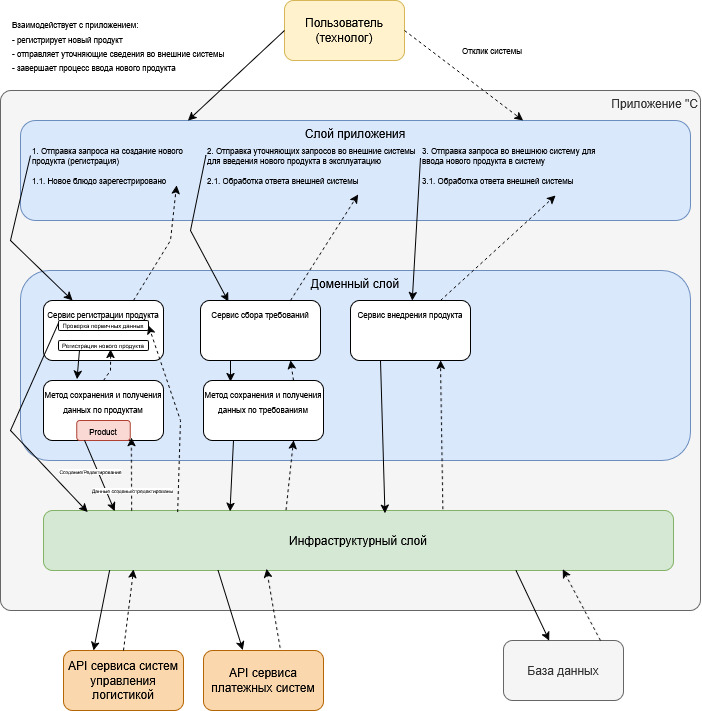 Взаимодействует с приложением:
- регистрирует новый продукт
- отправляет уточняющие сведения во внешние системы
- завершает процесс ввода нового продукта
Пользователь
(технолог)
Отклик системы
Приложение "С
Слой приложения
1. Отправка запроса на создание нового
продукта (регистрация)
1.1. Новое блюдо зарегестрировано
2. Отправка уточняющих запросов во внешние системы
для введения нового продукта в эксплуатацию
2.1. Обработка ответа внешней системы
3. Отправка запроса во внешнюю систему для
ввода нового продукта в систему
3.1. Обработка ответа внешней системы
Доменный слой
Сервис регистрации продукта
Проверка первичных данных
Регистрация нового продукта
Сервис сбора требований
Сервис внедрения продукта
Метод сохранения и получения
данных по продуктам
Product
Метод сохранения и получения
данных по требованиям
Создание/Редактирование
Данные созданы/отредактированы
Инфраструктурный слой
API сервиса систем
управления
логистикой
API сервиса
платежных систем
База данных